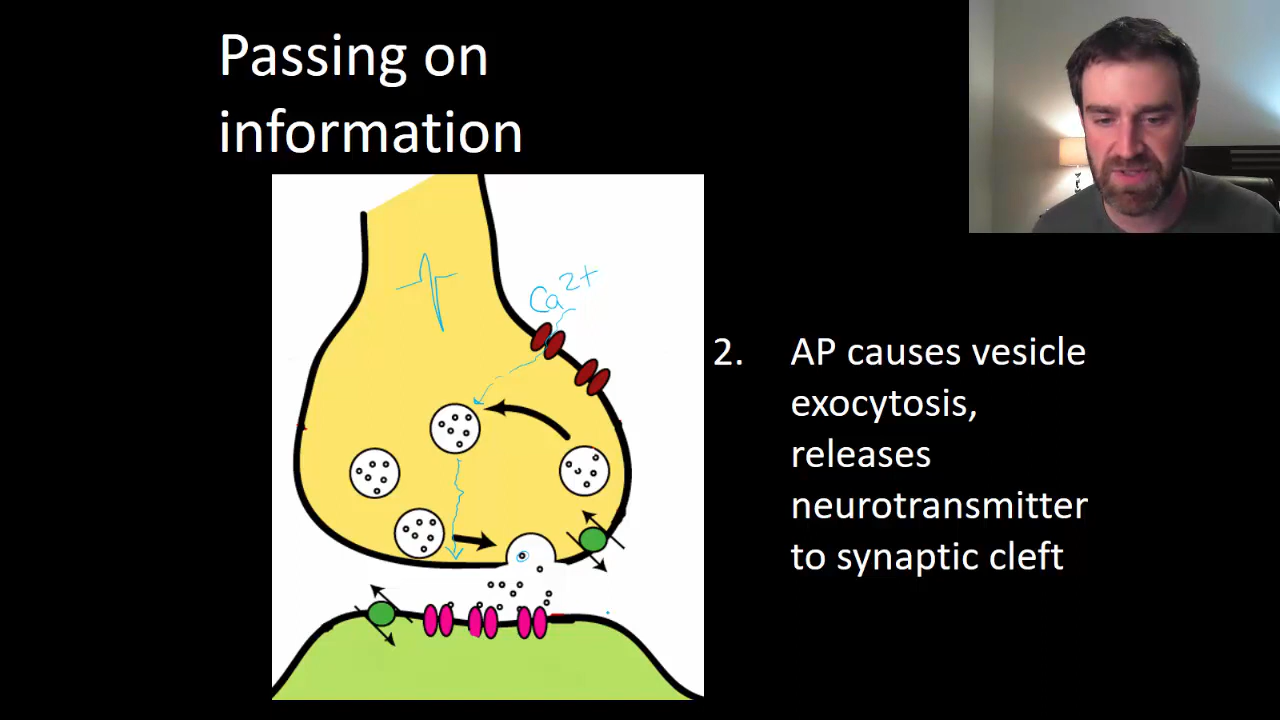 Passing on
information
Ca2+
2. AP causes vesicle
exocytosis,
releases
neurotransmitter
to synaptic cleft